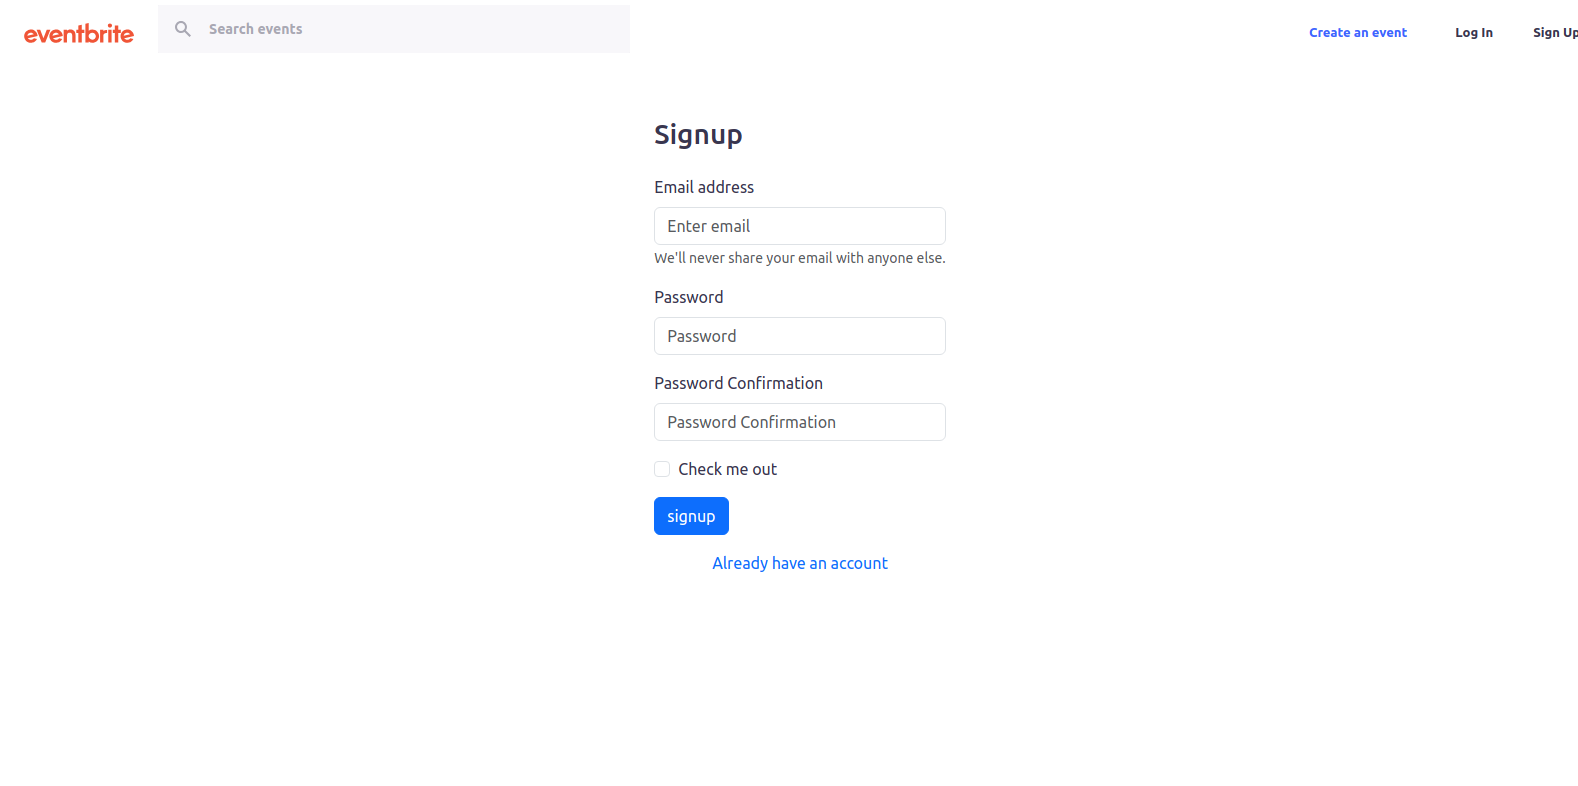 eventbrite
Search events
Create an event
Log In
Sign Up
Signup
Email address
Enter email
We'll never share your email with anyone else.
Password
Password
Password Confirmation
Password Confirmation
Check me out
signup
Already have an account